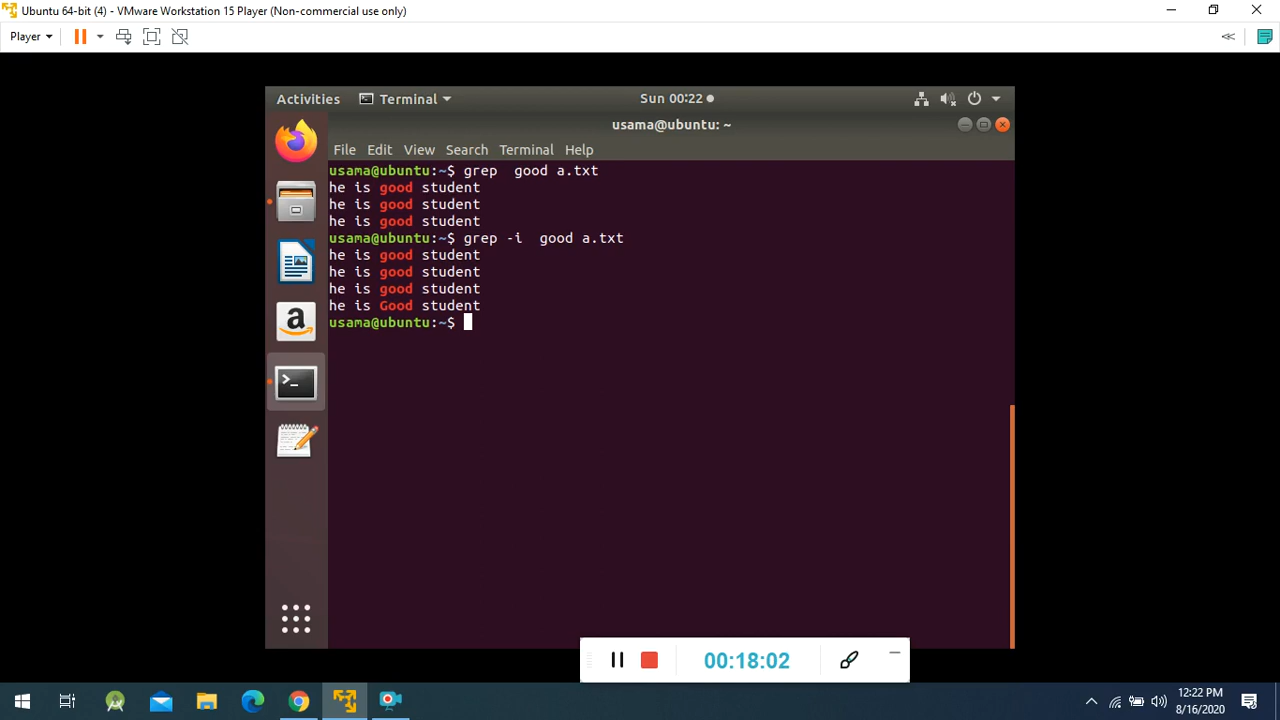 Ubuntu 64-bit (4) - VMware Workstation 15 Player (Non-commercial use only)
Player
Activities
Terminal
Sun 00:22
usama@ubuntu: ~
File Edit View Search Terminal Help
usama@ubuntu:~$ grep  good a.txt
he is good student
he is good student
he is good student
usama@ubuntu:~$ grep -i  good a.txt
he is good student
he is good student
he is good student
he is Good student
usama@ubuntu:~$
00:18:02
12:22 PM
8/16/2020